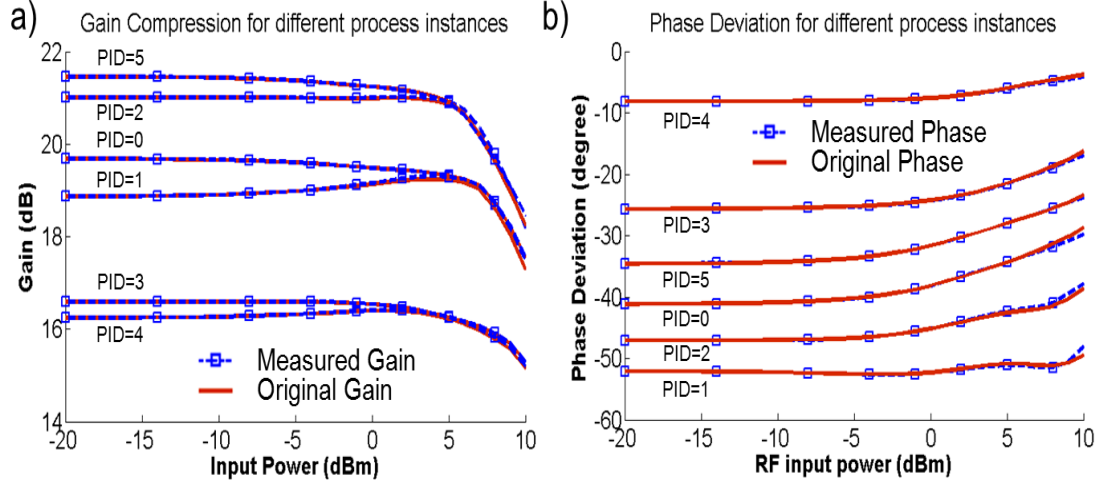 a) Gain Compression for different process instances
22
PID=5
20
PID=2
PID=0
PID=1
18
PID=3
16
PID=4
Measured Gain
Original Gain
14
-20 -15 -10 -5 0 5 10
Input Power (dBm)
Gain (dB)
b) Phase Deviation for different process instances
0
-10
PID=4
Measured Phase
Original Phase
-20
PID=3
-30
PID=5
-40
PID=0
PID=2
-50
PID=1
-60
-20 -15 -10 -5 0 5 10
RF input power (dBm)
Phase Deviation (degree)